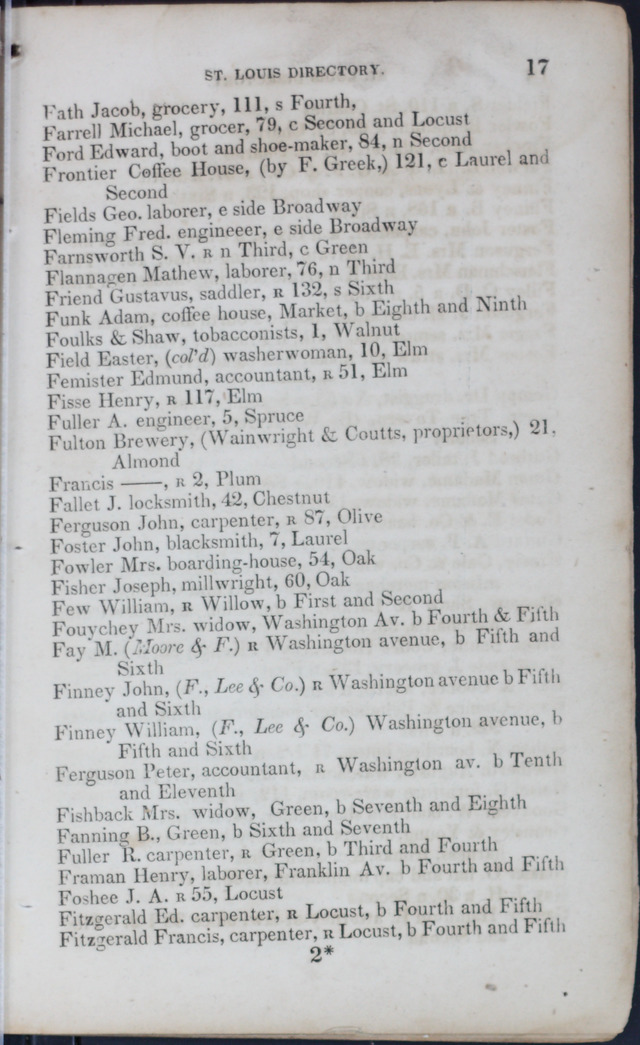 ST. LOUIS DIRECTORY. 17
Fath Jacob, grocery, 111, s Fourth,
Farrell Michael, grocer, 79, c Second and Locust
Ford Edward, boot and shoe-maker, 84, n Second
Frontier Coffee House, (by F. Greek,) 121, c Laurel and
Second
Fields Geo. laborer, e side Broadway
Fleming Fred. engineeer, e side Broadway
Farnsworth S. V. R n Third, c Green
Flannagen Mathew, laborer, 76, n Third
Friend Gustavus, saddler, R 132, s Sixth
Funk Adam, coffee house, Market, b Eighth and Ninth
Foulks & Shaw, tobacconists, 1, Walnut
Field Easter, (col'd) washerwoman, 10, Elm
Femister Edmund, accountant, R 51, Elm
Fisse Henry, R 117, Elm
Fuller A. engineer, 5, Spruce
Fulton Brewery, (Wainwright & Coutts, proprietors,) 21,
Almond
Francis ——, R 2, Plum
Fallet J. locksmith, 42, Chestnut
Ferguson John, carpenter, R 87, Olive
Foster John, blacksmith, 7, Laurel
Fowler Mrs. boarding-house, 54, Oak
Fisher Joseph, millwright, 60, Oak
Few William, R Willow, b First and Second
Fouychey Mrs. widow, Washington Av. b Fourth & Fifth
Fay M. (Moore & F.) R Washington avenue, b Fifth and
Sixth
Finney John, (F., Lee & Co.) R Washington avenue b Fifth
and Sixth
Finney William, (F., Lee & Co.) Washington avenue, b
Fifth and Sixth
Ferguson Peter, accountant, R Washington av. b Tenth
and Eleventh
Fishback Mrs. widow, Green, b Seventh and Eighth
Fanning B., Green, b Sixth and Seventh
Fuller R. carpenter, R Green, b Third and Fourth
Framan Henry, laborer, Franklin Av. b Fourth and Fifth
Foshee J. A. R 55, Locust
Fitzgerald Ed. carpenter, R Locust, b Fourth and Fifth
Fitzgerald Francis, carpenter, R Locust, b Fourth and Fifth
2*